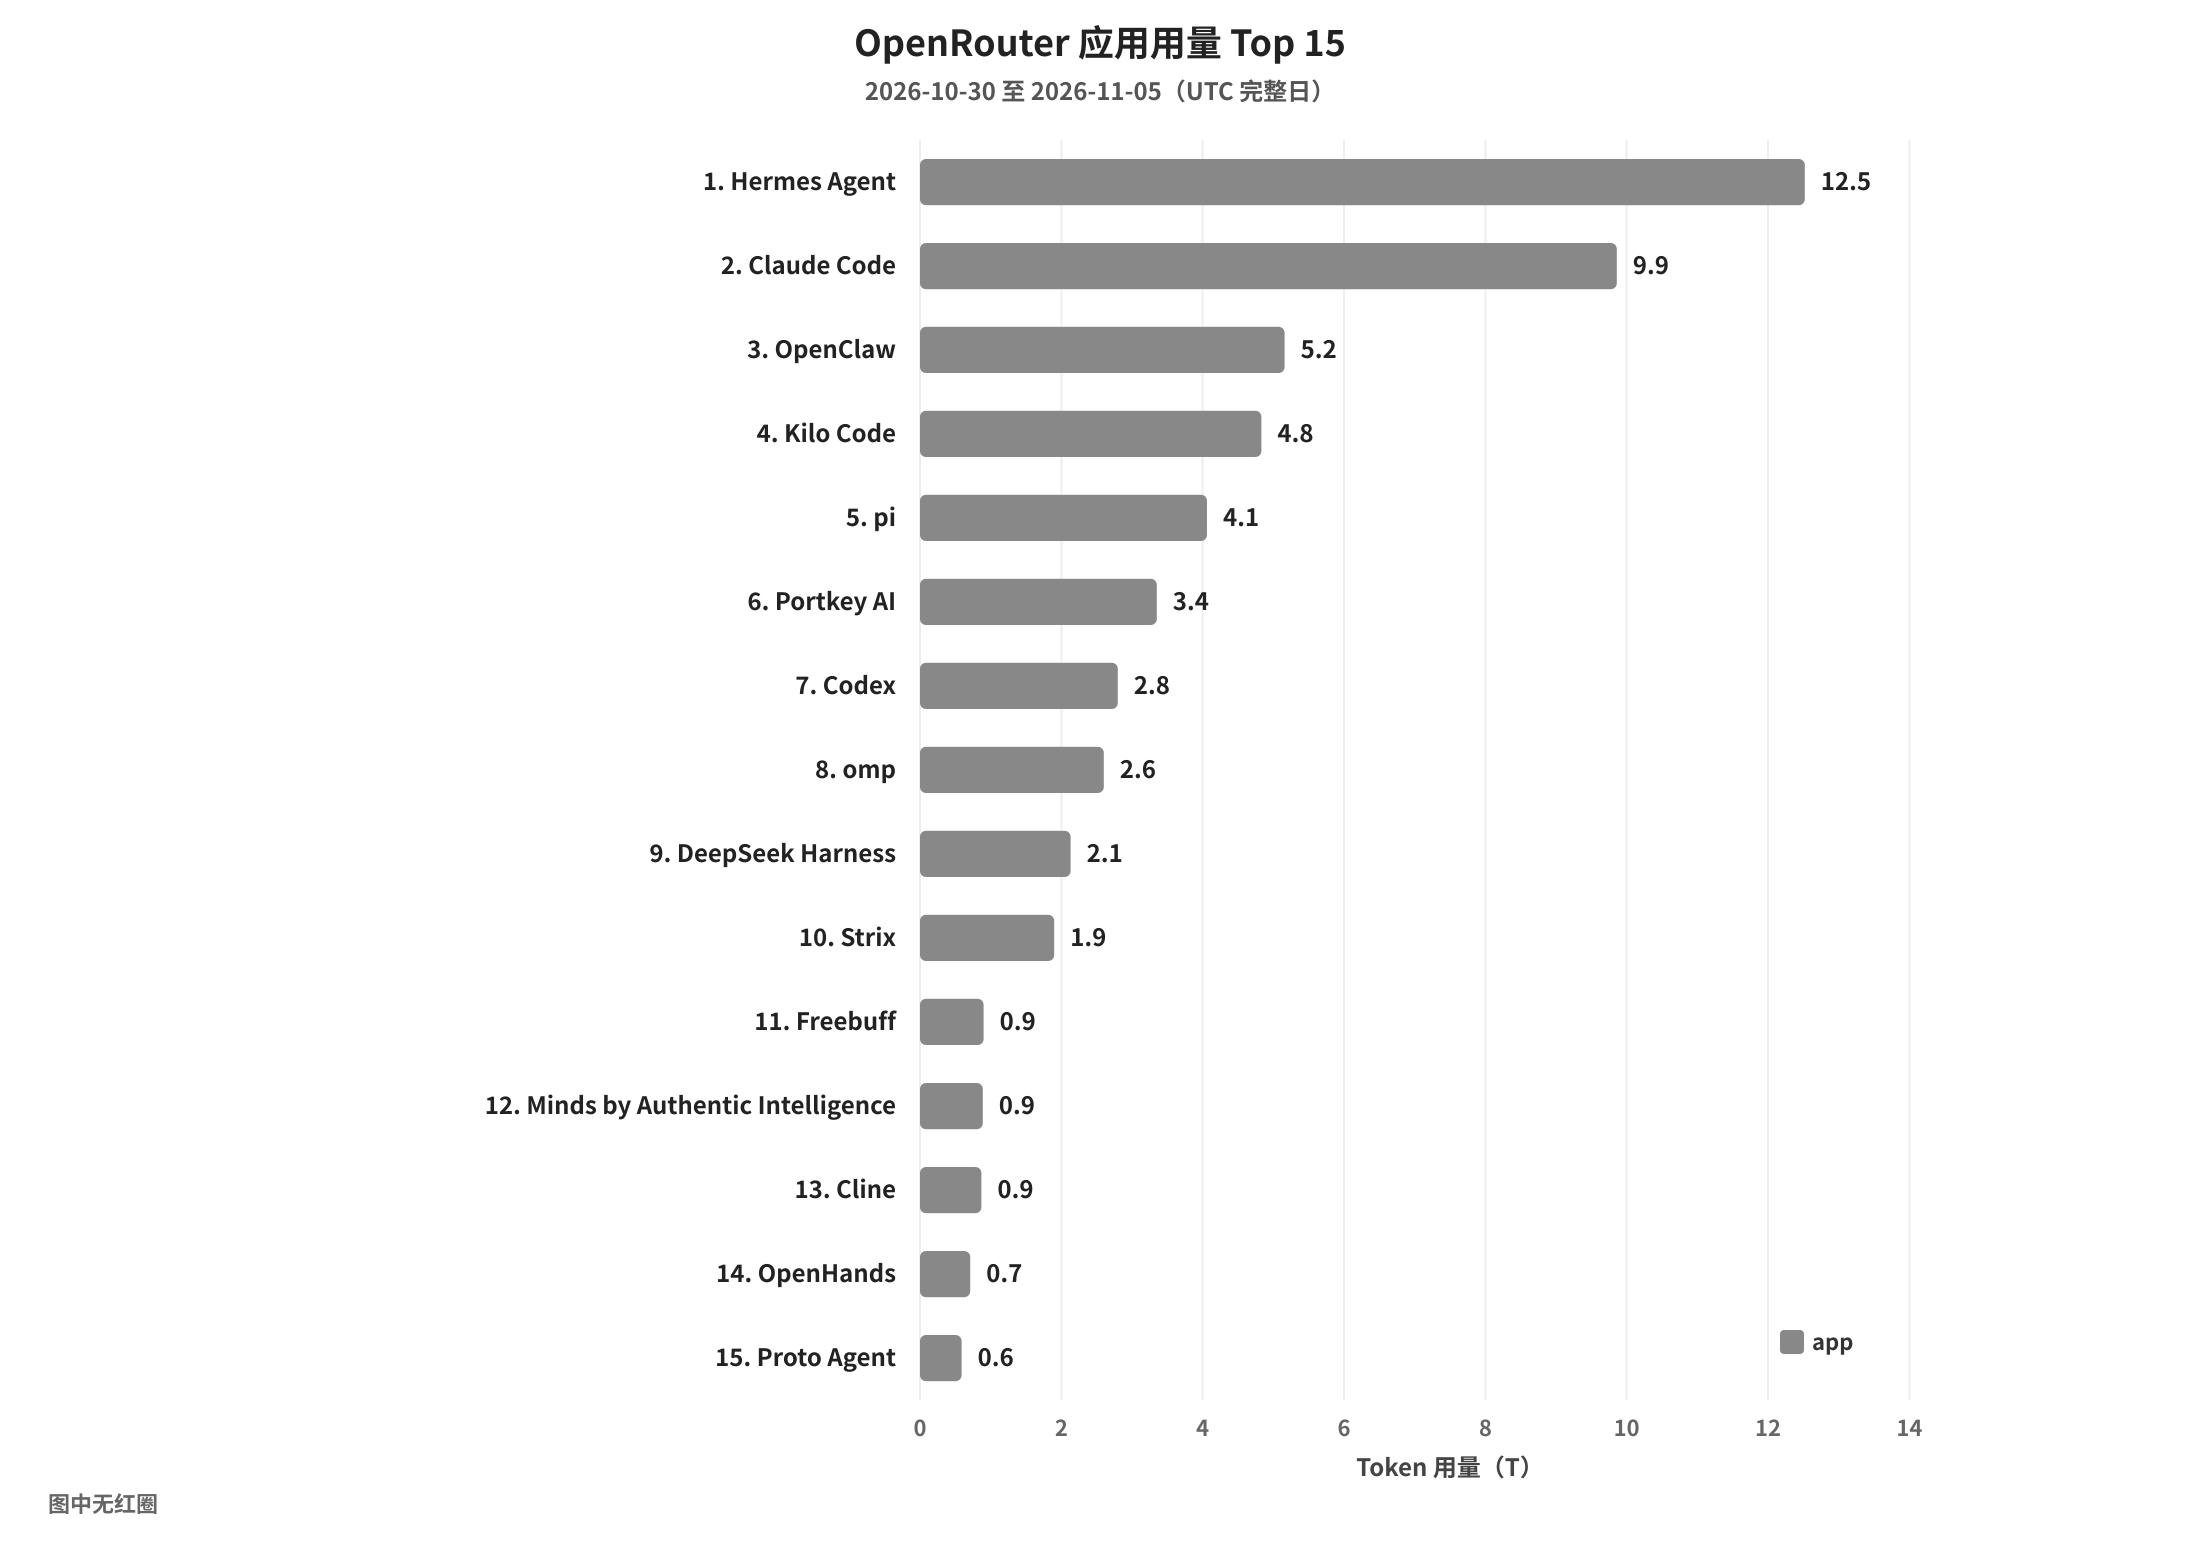 OpenRouter 应用用量 Top 15
2026-10-30 至 2026-11-05（UTC 完整日）
1. Hermes Agent 12.5
2. Claude Code 9.9
3. OpenClaw 5.2
4. Kilo Code 4.8
5. pi 4.1
6. Portkey AI 3.4
7. Codex 2.8
8. omp 2.6
9. DeepSeek Harness 2.1
10. Strix 1.9
11. Freebuff 0.9
12. Minds by Authentic Intelligence 0.9
13. Cline 0.9
14. OpenHands 0.7
15. Proto Agent 0.6
app
0 2 4 6 8 10 12 14
Token 用量（T）
图中无红圈